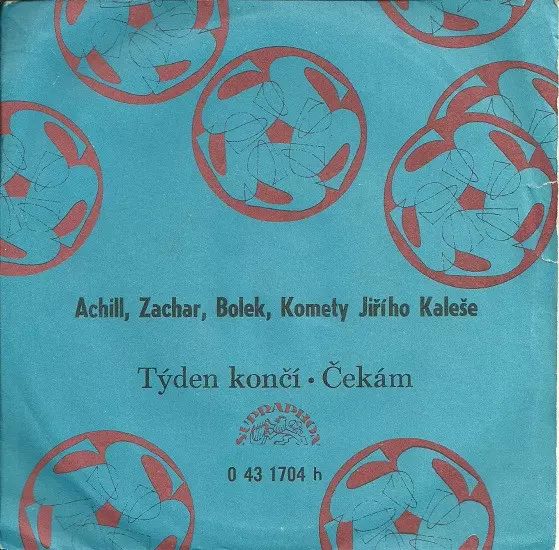 Achill, Zachar, Bolek, Komety Jiřího Kaleše
Týden končí • Čekám
SUPRAPHON
0 43 1704 h